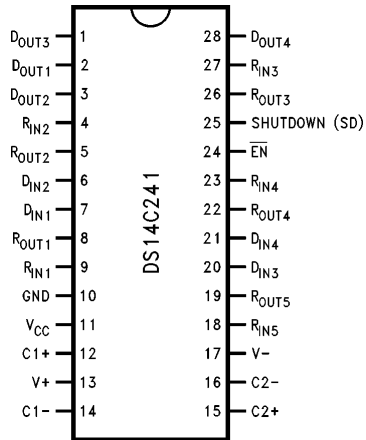 DOUT3 1 28 DOUT4
DOUT1 2 27 RIN3
DOUT2 3 26 ROUT3
RIN2 4 25 SHUTDOWN (SD)
ROUT2 5 24 EN
DIN2 6 23 RIN4
DIN1 7 22 ROUT4
ROUT1 8 21 DIN4
RIN1 9 20 DIN3
GND 10 19 ROUT5
VCC 11 18 RIN5
C1+ 12 17 V-
V+ 13 16 C2-
C1- 14 15 C2+
DS14C241